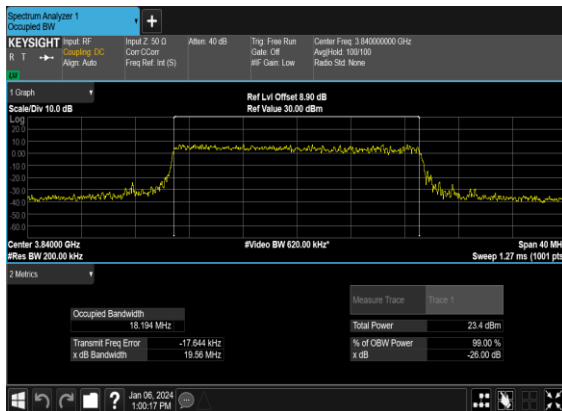 Spectrum Analyzer 1
Occupied BW
KEYSIGHT
R T
Input: RF
Coupling: DC
Align: Auto
Input Z: 50 Ω
Corr CCorr
Freq Ref: Int (S)
Atten: 40 dB
Trig: Free Run
Gate: Off
#IF Gain: Low
Center Freq: 3.840000000 GHz
Avg|Hold: 100/100
Radio Std: None
1 Graph
Scale/Div 10.0 dB
Ref Lvl Offset 8.90 dB
Ref Value 30.00 dBm
Log
20.0
10.0
0.00
-10.0
-20.0
-30.0
-40.0
-50.0
-60.0
Center 3.84000 GHz
#Res BW 200.00 kHz
#Video BW 620.00 kHz*
Span 40 MH
Sweep 1.27 ms (1001 pts
2 Metrics
Measure Trace Trace 1
Occupied Bandwidth
18.194 MHz
Total Power 23.4 dBm
Transmit Freq Error -17.644 kHz
% of OBW Power 99.00 %
x dB Bandwidth 19.56 MHz
x dB -26.00 dB
?
Jan 06, 2024
1:00:17 PM